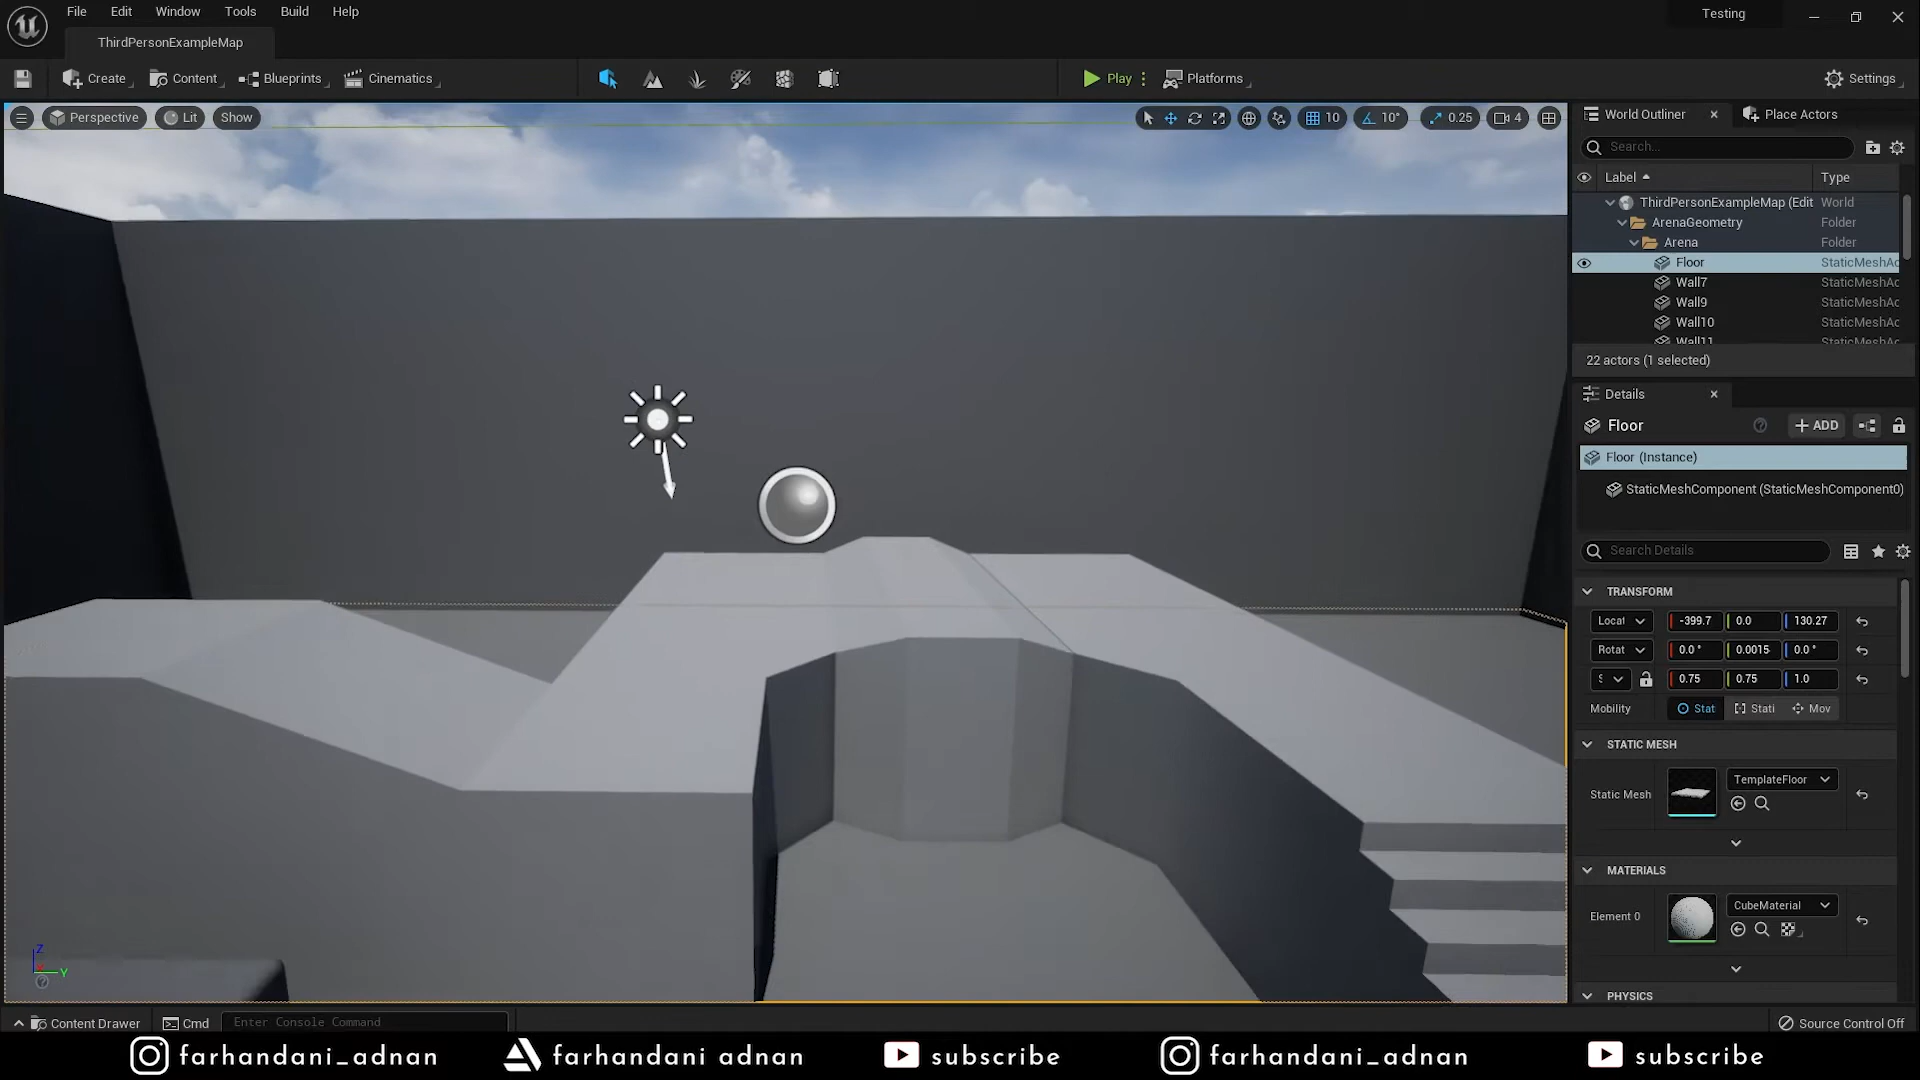 File Edit Window Tools Build Help
Testing
ThirdPersonExampleMap
Create Content Blueprints Cinematics Play Platforms Settings
Perspective Lit Show 10 10° 0.25 4
World Outliner Place Actors
Search...
Label Type
ThirdPersonExampleMap (Edit World
ArenaGeometry Folder
Arena Folder
Floor StaticMeshAc
Wall7 StaticMeshAc
Wall9 StaticMeshAc
Wall10 StaticMeshAc
Wall11 StaticMeshAc
22 actors (1 selected)
Details
Floor ADD
Floor (Instance)
StaticMeshComponent (StaticMeshComponent0)
Search Details
TRANSFORM
Locat -399.7 0.0 130.27
Rotat 0.0 ° 0.0015 0.0 °
S 0.75 0.75 1.0
Mobility Stat Stati Mov
STATIC MESH
Static Mesh TemplateFloor
MATERIALS
Element 0 CubeMaterial
PHYSICS
Z
Y
Content Drawer Cmd Enter Console Command Source Control Off
farhandani_adnan farhandani adnan subscribe farhandani_adnan subscribe